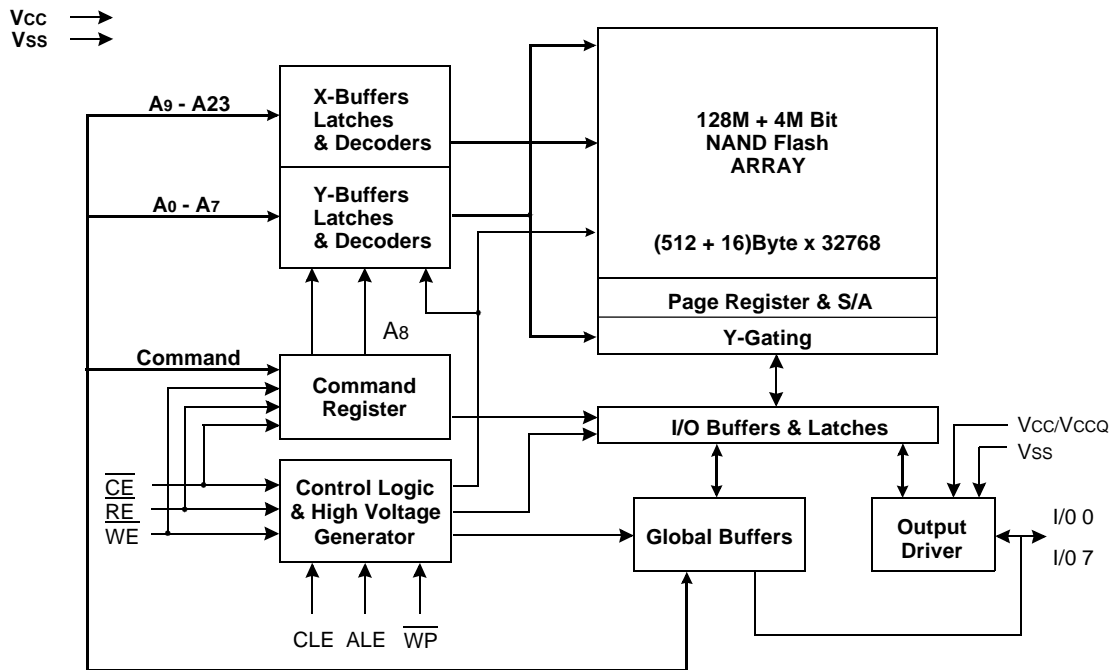 VCC
VSS
A9 - A23
X-Buffers
Latches
& Decoders
128M + 4M Bit
NAND Flash
ARRAY
A0 - A7
Y-Buffers
Latches
& Decoders
(512 + 16)Byte x 32768
Page Register & S/A
A8
Y-Gating
Command
Command
Register
I/O Buffers & Latches
VCC/VCCQ
VSS
CE
RE
WE
Control Logic
& High Voltage
Generator
Global Buffers
Output
Driver
I/0 0
I/0 7
CLE
ALE
WP